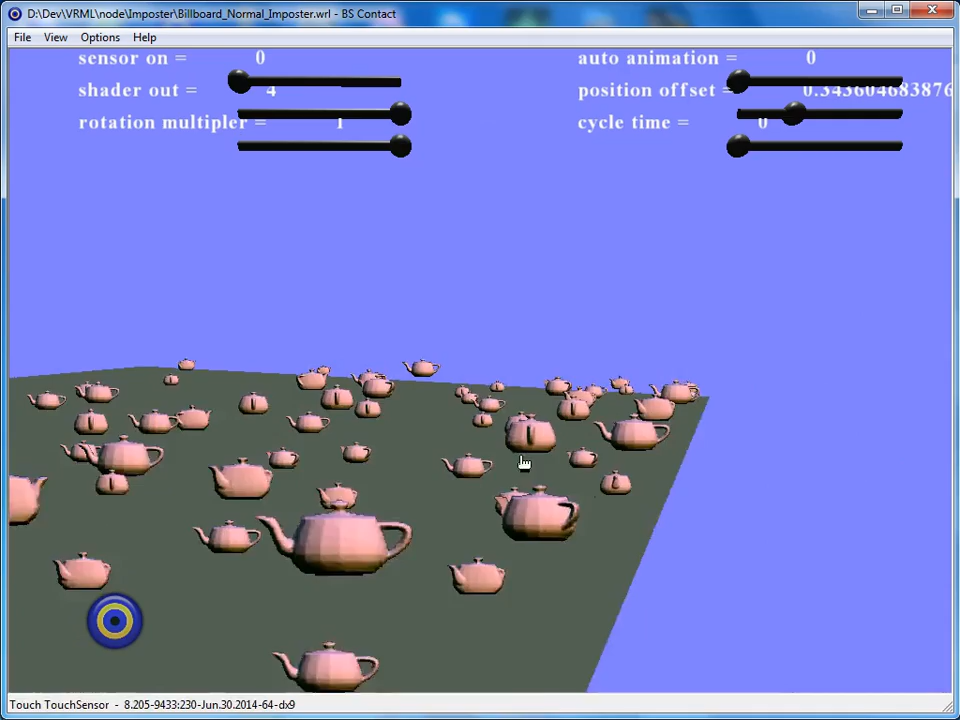 D:\Dev\VRML\node\Imposter\Billboard_Normal_Imposter.wrl - BS Contact
File View Options Help
sensor on = 0 auto animation = 0
shader out = 4 position offset = 0.343604683876
rotation multipler = 1 cycle time = 0
Touch TouchSensor - 8.205-9433:230-Jun.30.2014-64-dx9